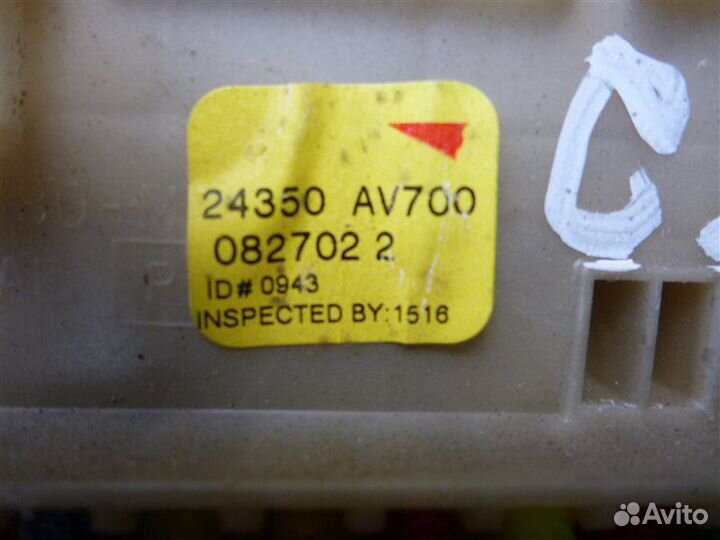 24350 AV700
082702 2
ID# 0943
INSPECTED BY:1516
C
P
Avito